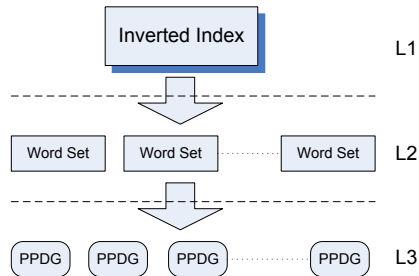 Inverted Index
L1
Word Set Word Set Word Set L2
PPDG PPDG PPDG PPDG L3